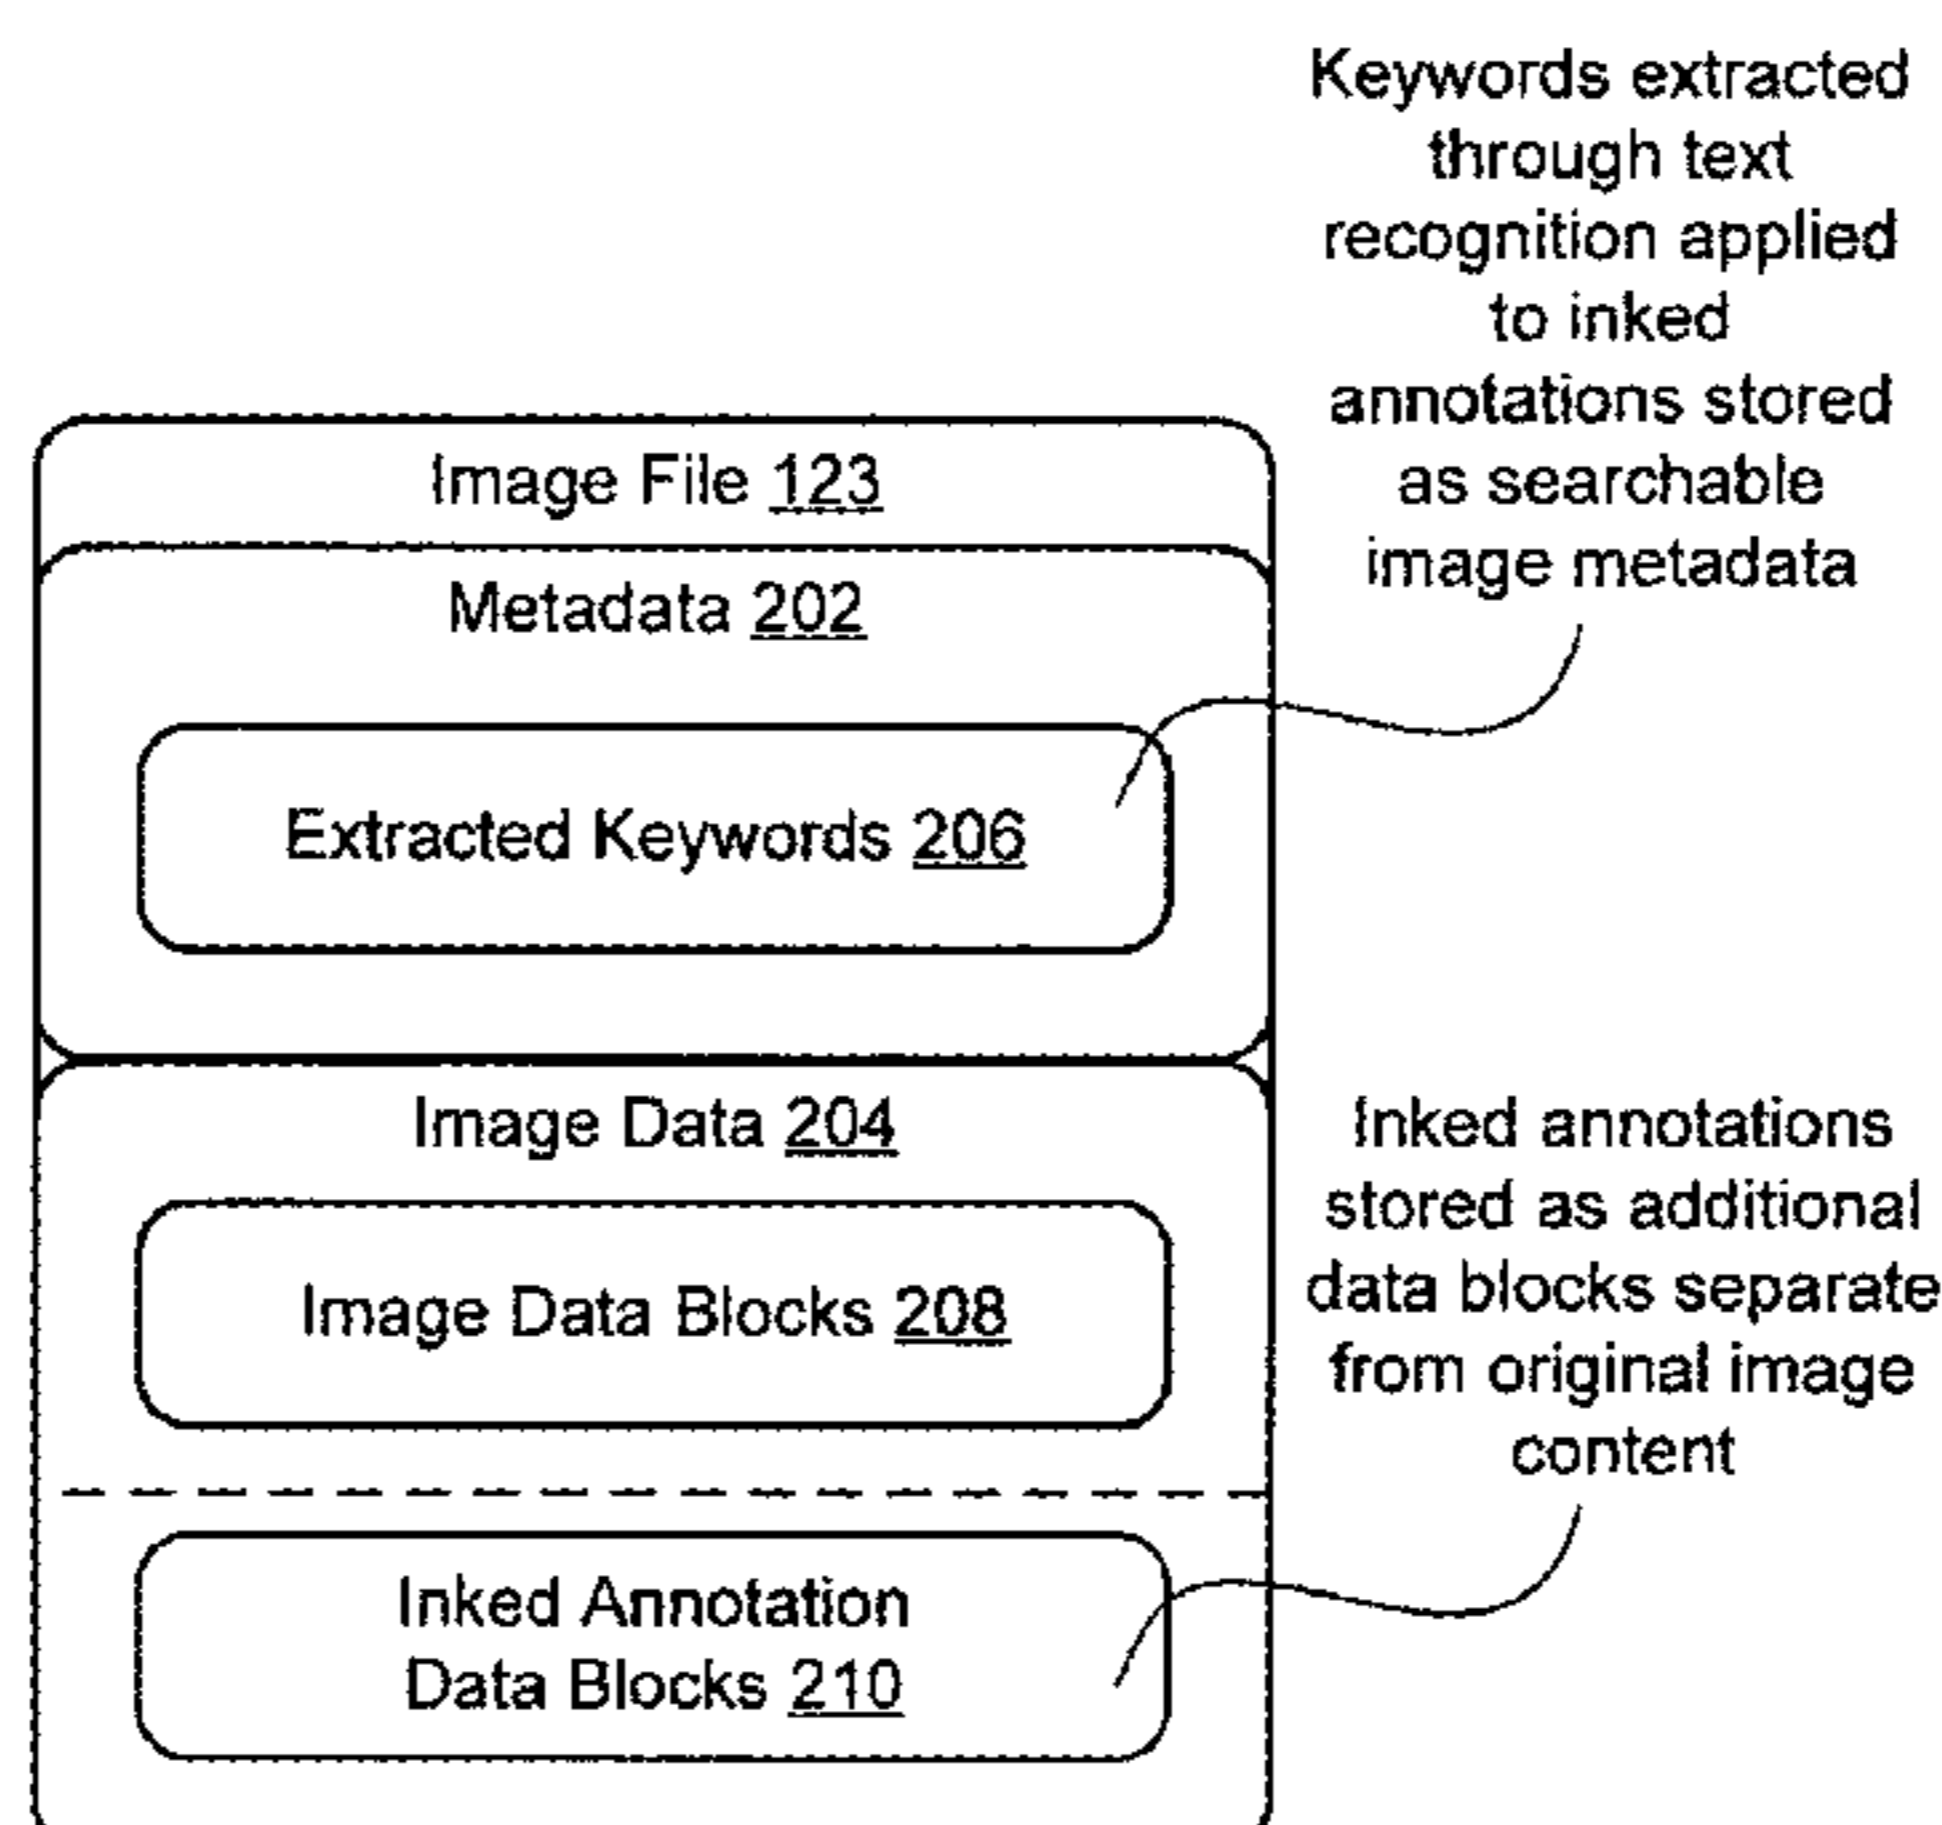 Keywords extracted
through text
recognition applied
to inked
annotations stored
as searchable
image metadata
Image File 123
Metadata 202
Extracted Keywords 206
Image Data 204
Image Data Blocks 208
Inked annotations
stored as additional
data blocks separate
from original image
content
Inked Annotation
Data Blocks 210